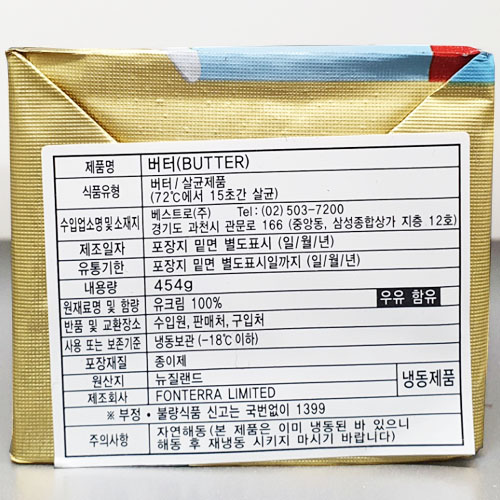 제품명 버터(BUTTER)
식품유형 버터/살균제품
(72℃에서 15초간 살균)
수입업소명및소재지 베스트로(주) Tel:(02) 503-7200
경기도 과천시 관문로 166 (중앙동, 삼성종합상가 지층 12호)
제조일자 포장지 밑면 별도표시 (일/월/년)
유통기한 포장지 밑면 별도표시일까지 (일/월/년)
내용량 454g
원재료명 및 함량 유크림 100% 우유 함유
반품 및 교환장소 수입원, 판매처, 구입처
사용 또는 보존기준 냉동보관 (-18℃ 이하)
포장재질 종이제
원산지 뉴질랜드 냉동제품
제조회사 FONTERRA LIMITED
※ 부정·불량식품 신고는 국번없이 1399
주의사항 자연해동(본 제품은 이미 냉동된 바 있으니
해동 후 재냉동 시키지 마시기 바랍니다)